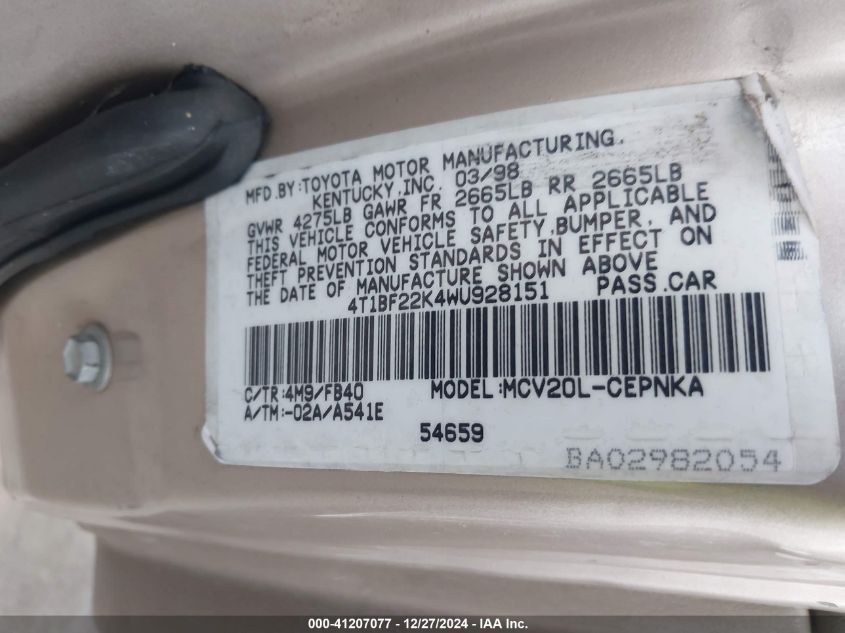 MFD.BY:TOYOTA MOTOR MANUFACTURING.
KENTUCKY,INC. 03/98
GVWR 4275LB GAWR FR 2665LB RR 2665LB
THIS VEHICLE CONFORMS TO ALL APPLICABLE
FEDERAL MOTOR VEHICLE SAFETY,BUMPER, AND
THEFT PREVENTION STANDARDS IN EFFECT ON
THE DATE OF MANUFACTURE SHOWN ABOVE
4T1BF22K4WU928151 PASS.CAR
C/TR:4M9/FB40 MODEL:MCV20L-CEPNKA
A/TM:-02A/A541E
54659
BA02982054
000-41207077 • 12/27/2024 - IAA Inc.